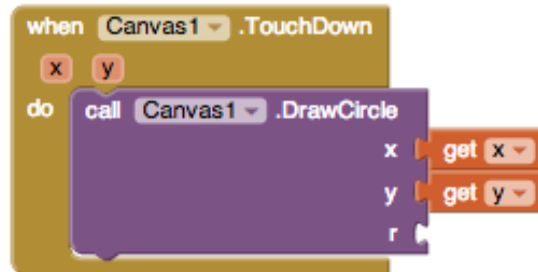 when Canvas1 .TouchDown
x y
do call Canvas1 .DrawCircle
x get x
y get y
r